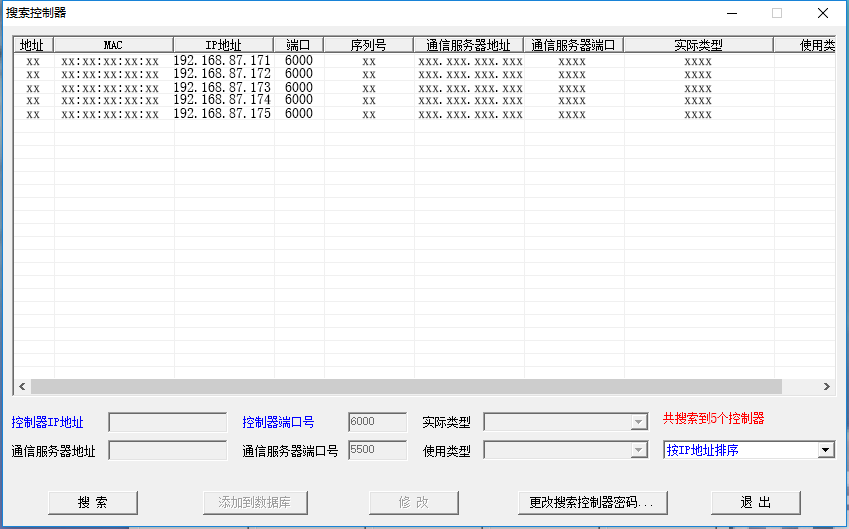 搜索控制器
地址 MAC IP地址 端口 序列号 通信服务器地址 通信服务器端口 实际类型 使用类
xx xx:xx:xx:xx:xx 192.168.87.171 6000 xx xxx.xxx.xxx.xxx xxxx xxxx
xx xx:xx:xx:xx:xx 192.168.87.172 6000 xx xxx.xxx.xxx.xxx xxxx xxxx
xx xx:xx:xx:xx:xx 192.168.87.173 6000 xx xxx.xxx.xxx.xxx xxxx xxxx
xx xx:xx:xx:xx:xx 192.168.87.174 6000 xx xxx.xxx.xxx.xxx xxxx xxxx
xx xx:xx:xx:xx:xx 192.168.87.175 6000 xx xxx.xxx.xxx.xxx xxxx xxxx
控制器IP地址 控制器端口号 6000 实际类型 共搜索到5个控制器
通信服务器地址 通信服务器端口号 5500 使用类型 按IP地址排序
搜 索 添加到数据库 修 改 更改搜索控制器密码... 退 出